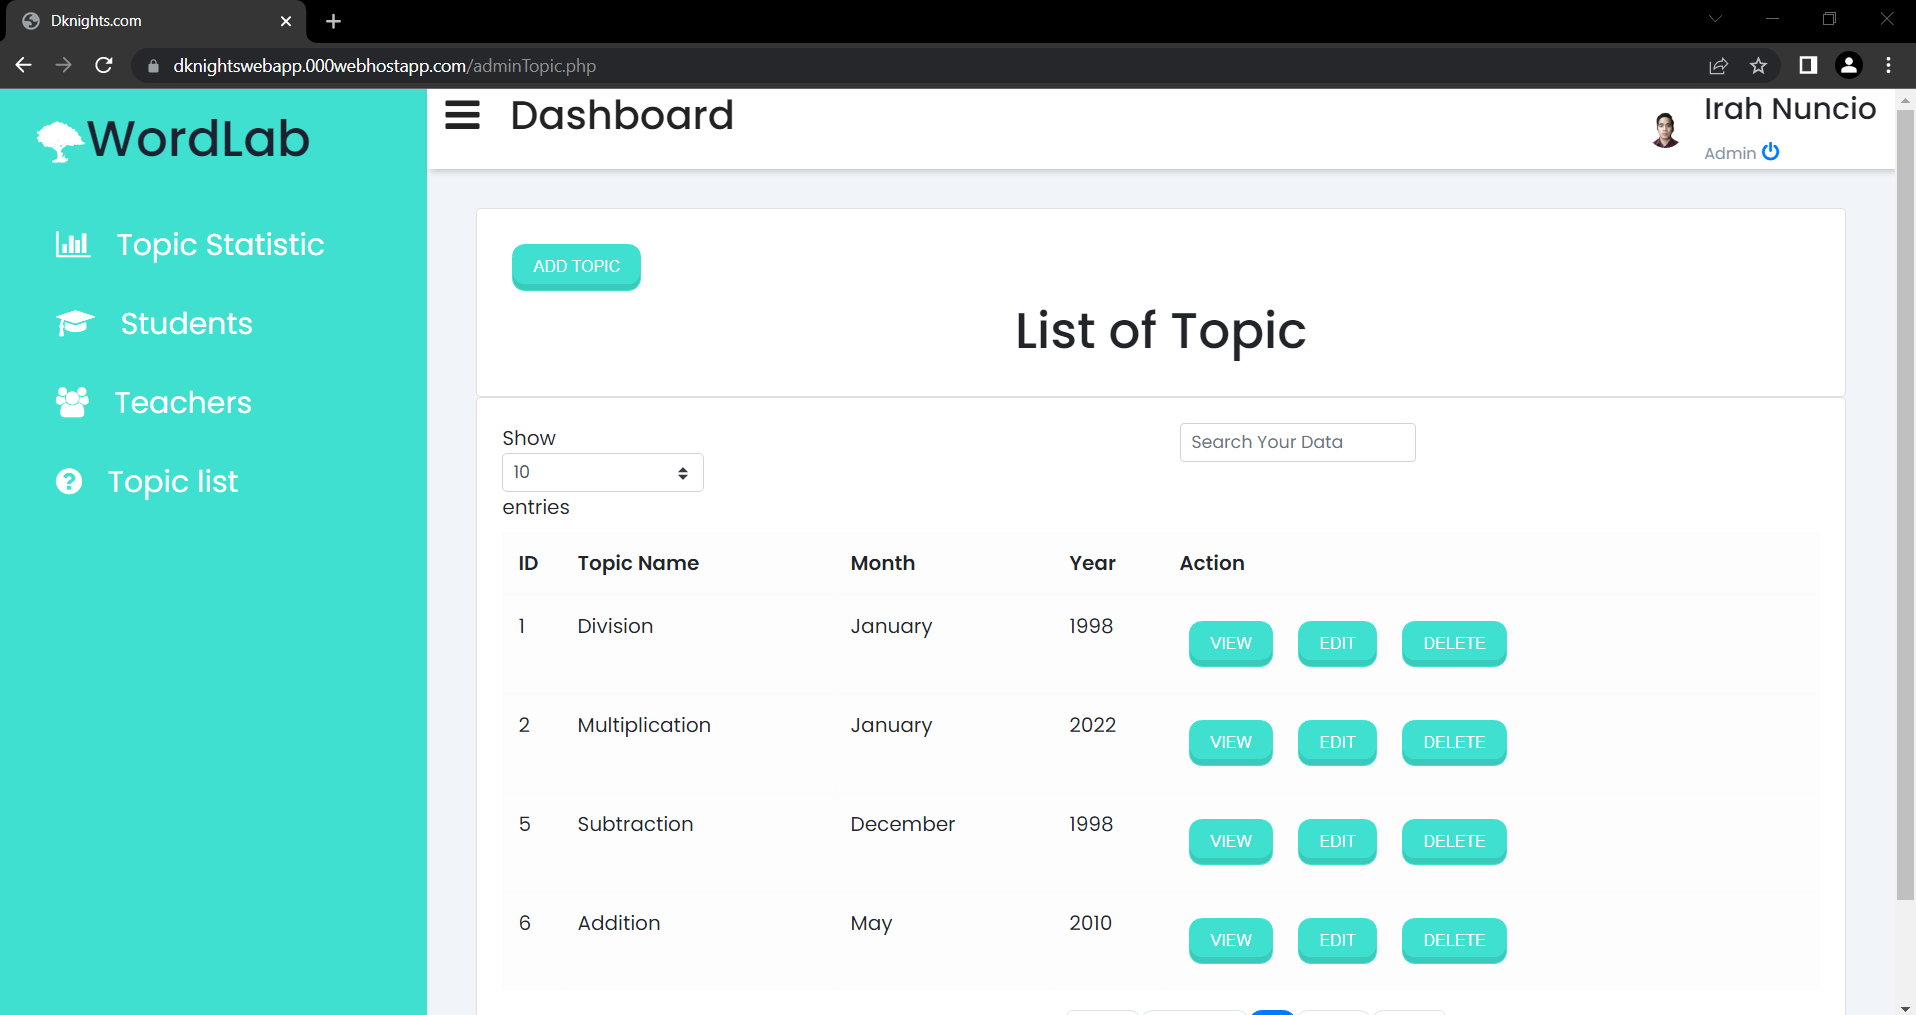 Dknights.com
dknightswebapp.000webhostapp.com/adminTopic.php
WordLab
Topic Statistic
Students
Teachers
Topic list
Dashboard
Irah Nuncio
Admin
ADD TOPIC
List of Topic
Show
10
entries
Search Your Data
ID Topic Name Month Year Action
1 Division January 1998 VIEW EDIT DELETE
2 Multiplication January 2022 VIEW EDIT DELETE
5 Subtraction December 1998 VIEW EDIT DELETE
6 Addition May 2010 VIEW EDIT DELETE